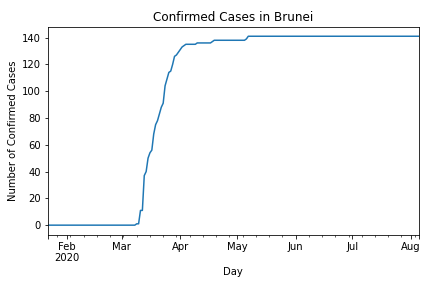 Confirmed Cases in Brunei
Number of Confirmed Cases
140
120
100
80
60
40
20
0
Feb Mar Apr May Jun Jul Aug
2020
Day